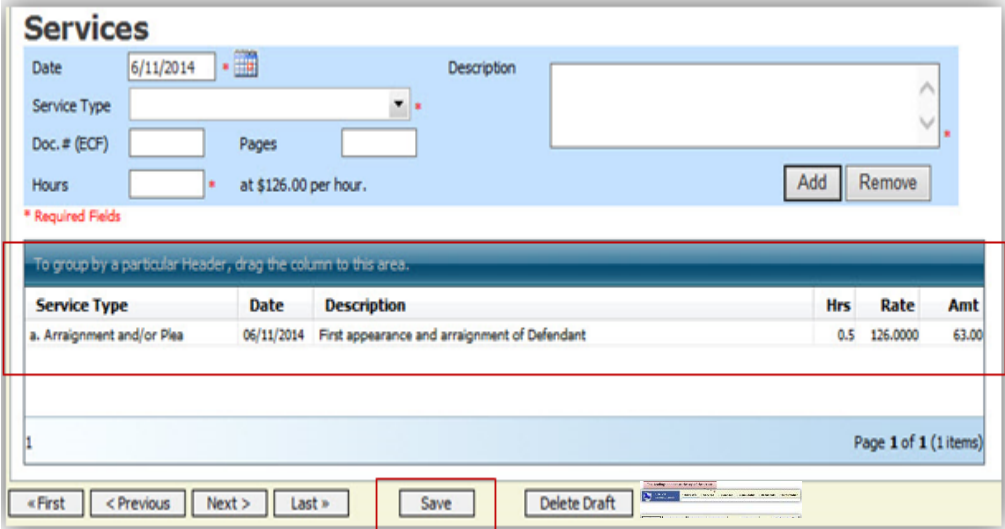 Services
Date 6/11/2014 * Description
Service Type *
Doc. # (ECF) Pages *
Hours * at $126.00 per hour. Add Remove
* Required Fields
To group by a particular Header, drag the column to this area.
Service Type Date Description Hrs Rate Amt
a. Arraignment and/or Plea 06/11/2014 First appearance and arraignment of Defendant 0.5 126.0000 63.00
1 Page 1 of 1 (1 items)
« First < Previous Next > Last » Save Delete Draft